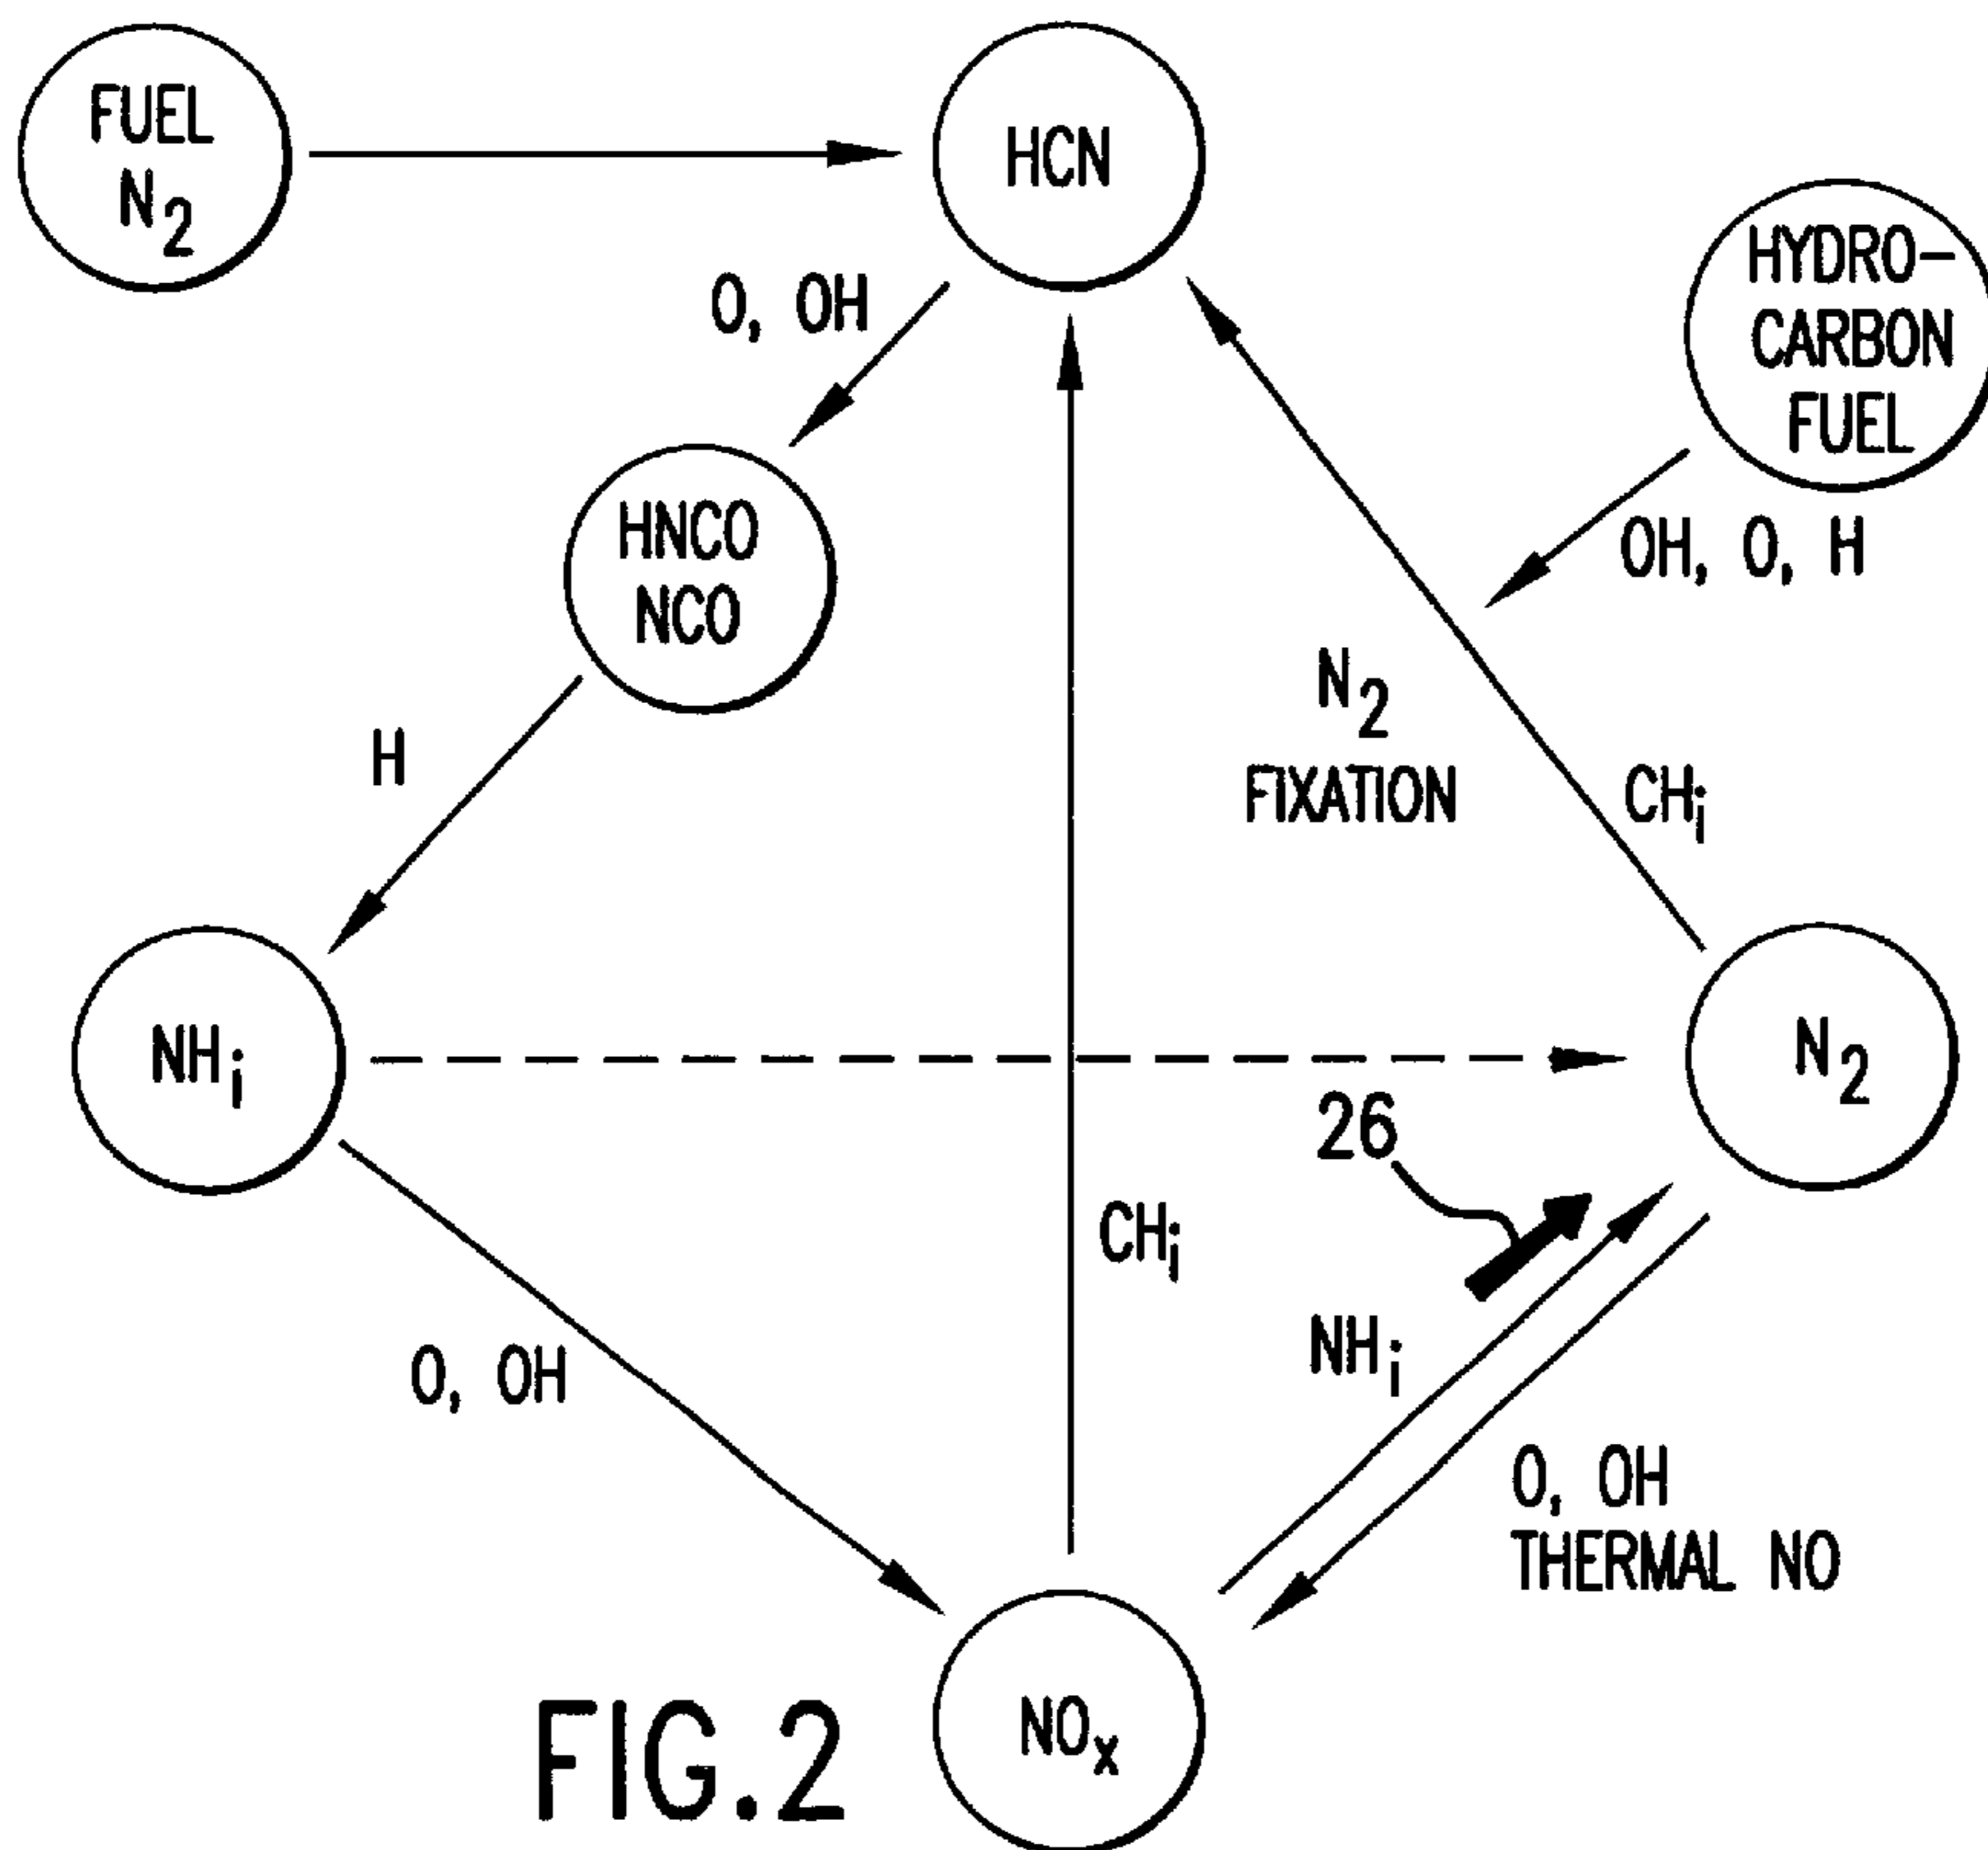 FUEL
N₂
HCN
HYDRO-
CARBON
FUEL
O, OH
HNCO
NCO
OH, O, H
N₂
FIXATION
H
CHᵢ
NHᵢ
N₂
26
CHᵢ
NHᵢ
O, OH
O, OH
THERMAL NO
NOₓ
FIG.2